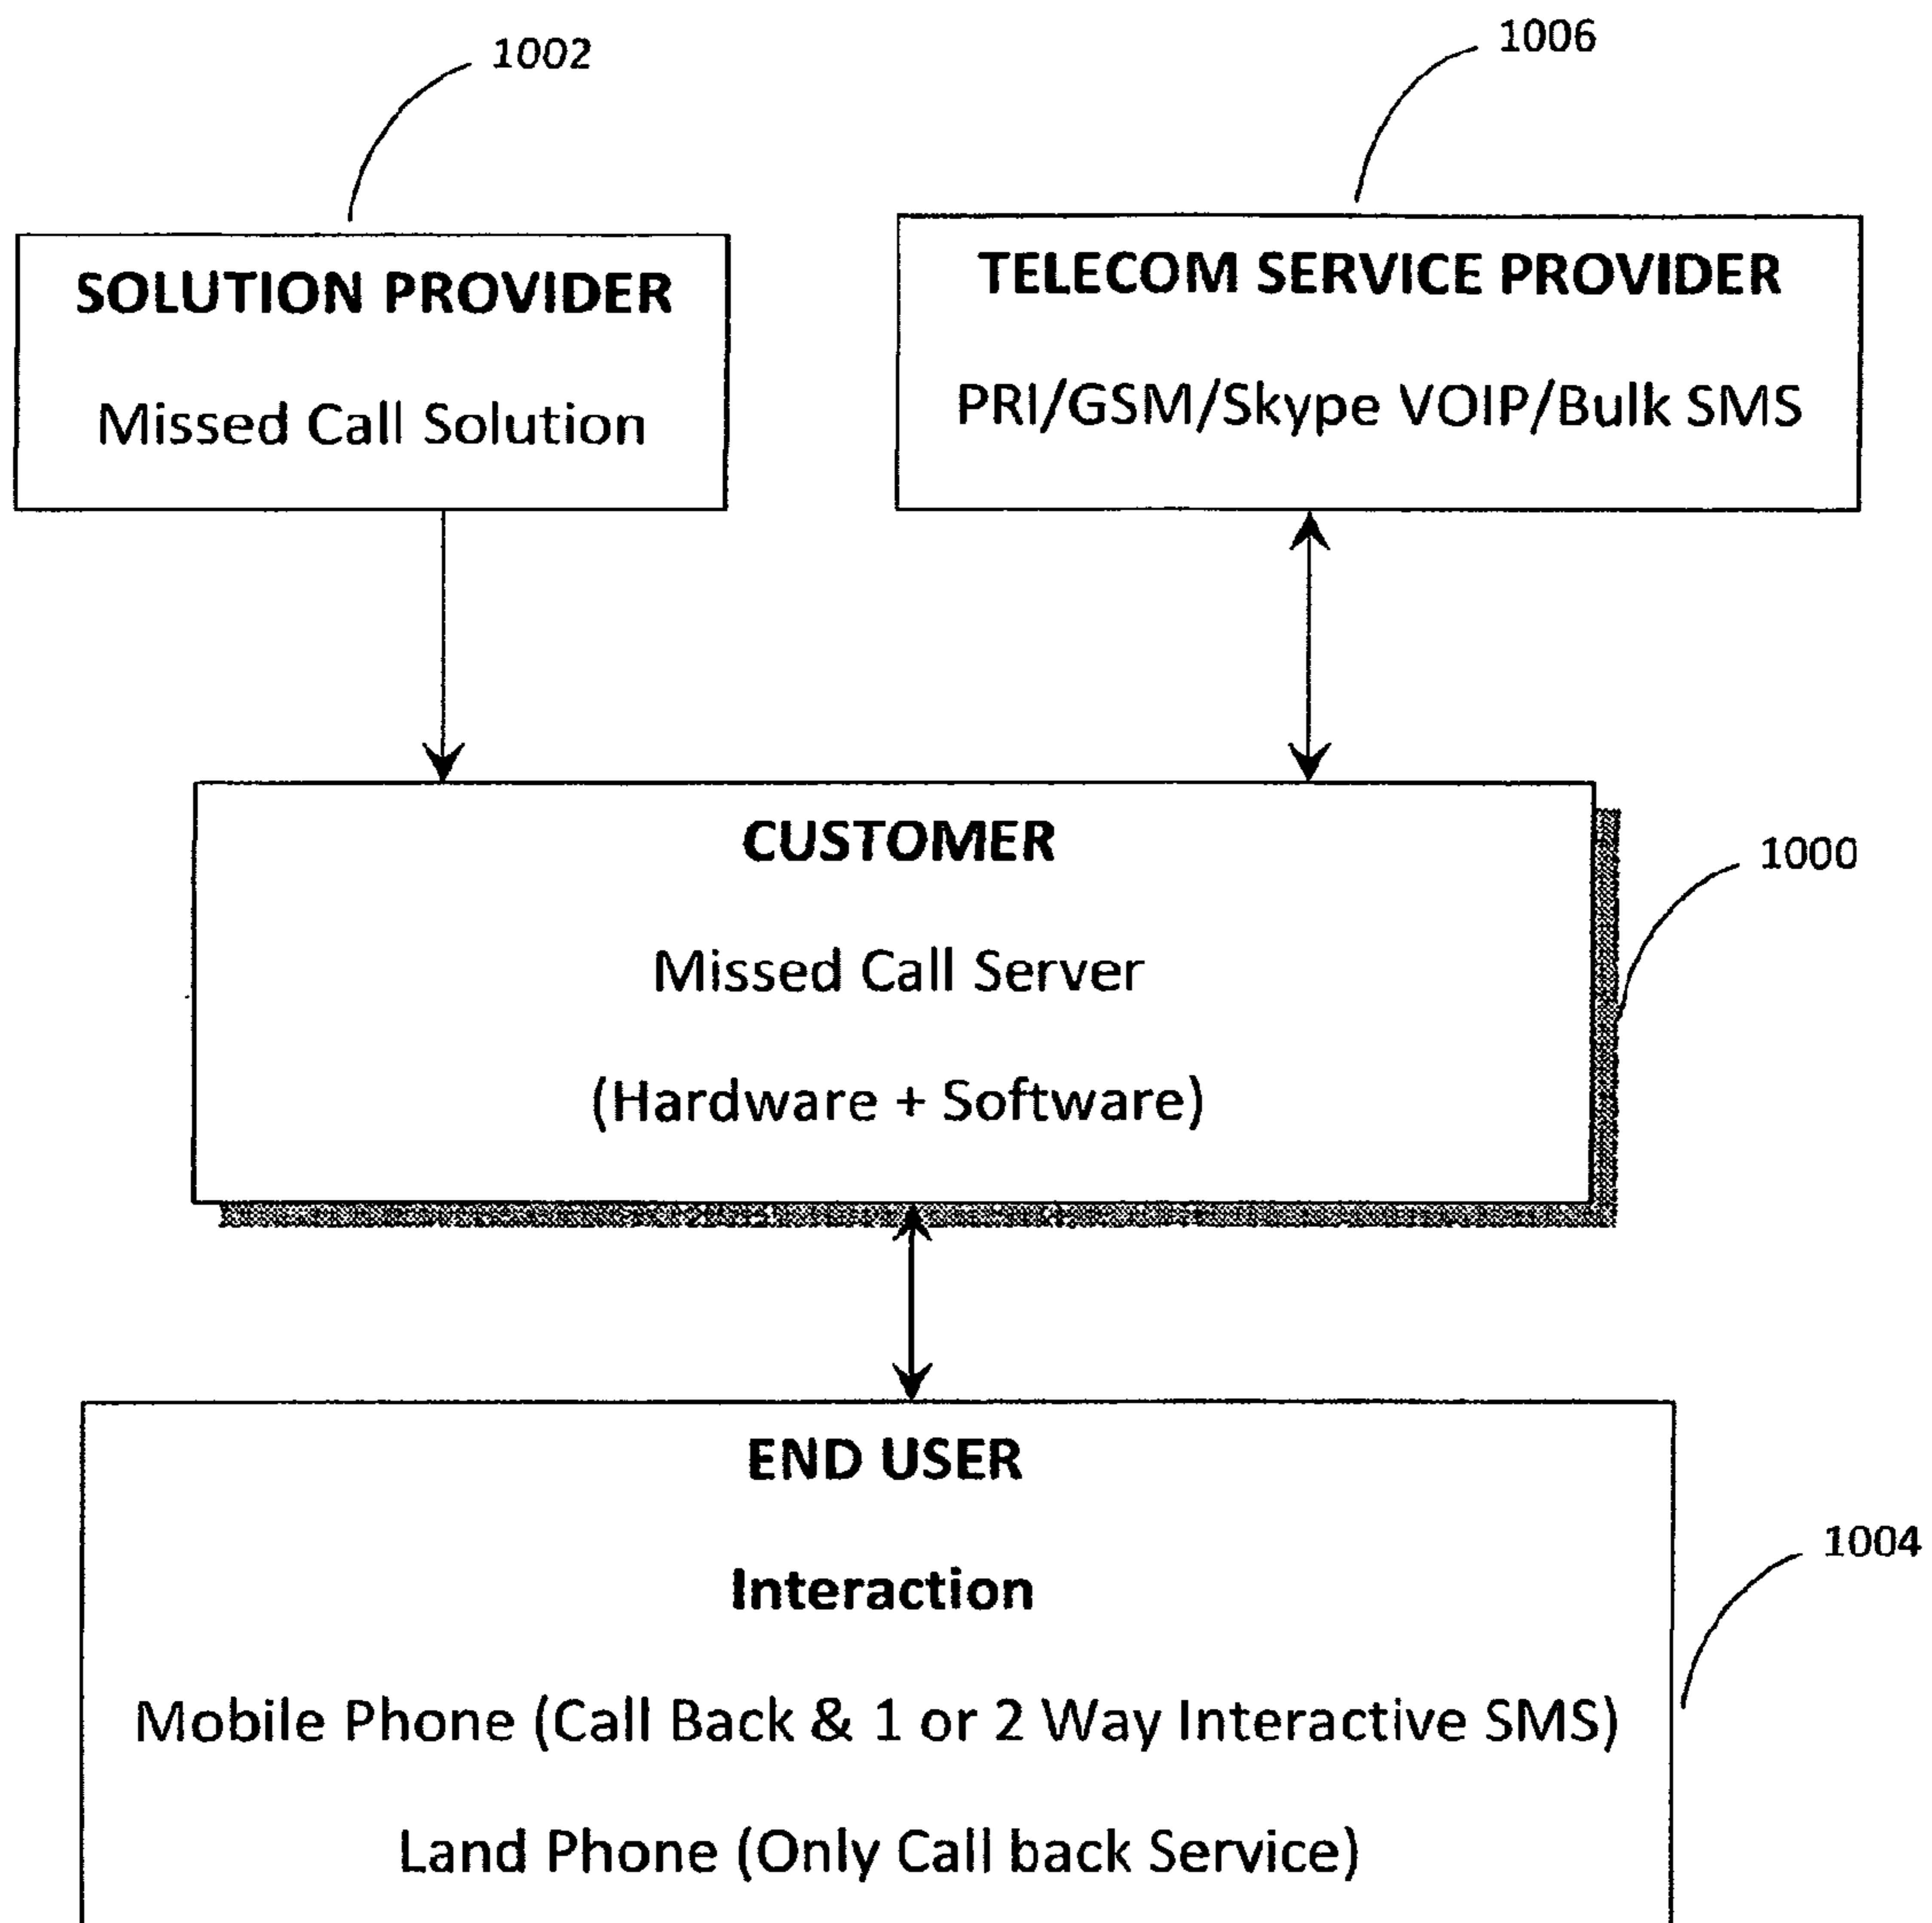 1002
1006
SOLUTION PROVIDER
Missed Call Solution
TELECOM SERVICE PROVIDER
PRI/GSM/Skype VOIP/Bulk SMS
CUSTOMER
Missed Call Server
(Hardware + Software)
1000
END USER
Interaction
Mobile Phone (Call Back & 1 or 2 Way Interactive SMS)
Land Phone (Only Call back Service)
1004